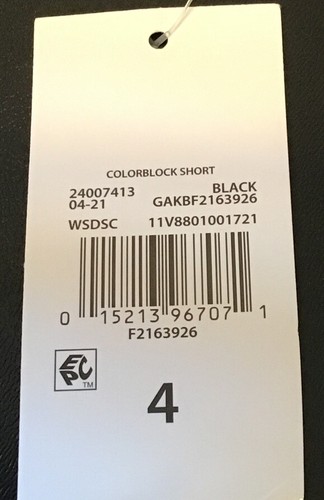 COLORBLOCK SHORT
24007413 BLACK
04-21 GAKBF2163926
WSDSC 11V8801001721
0 15213 96707 1
F2163926
EPC TM
4